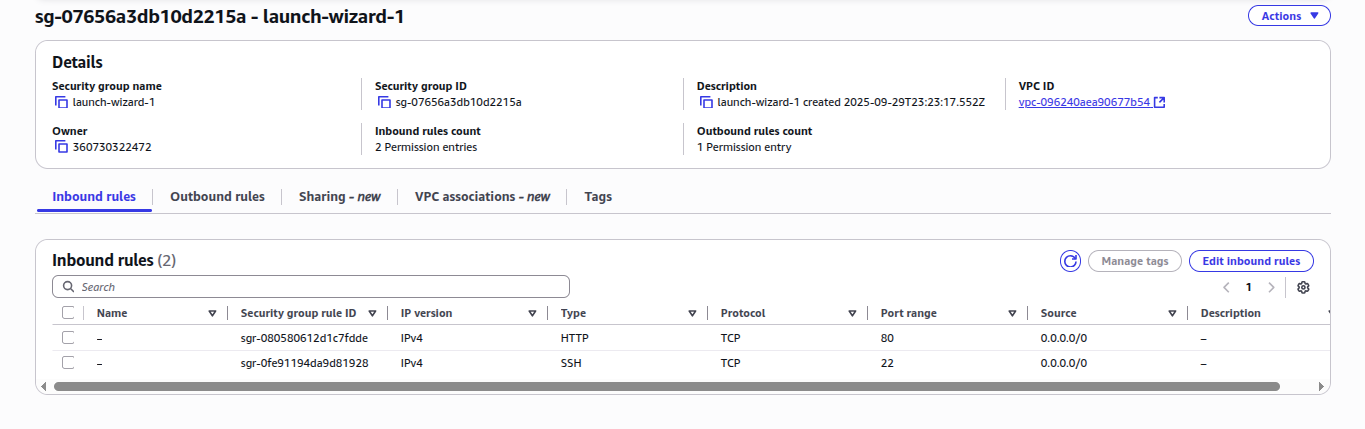 sg-07656a3db10d2215a - launch-wizard-1
Actions
Details
Security group name
launch-wizard-1
Security group ID
sg-07656a3db10d2215a
Description
launch-wizard-1 created 2025-09-29T23:23:17.552Z
VPC ID
vpc-096240aea90677b54
Owner
360730322472
Inbound rules count
2 Permission entries
Outbound rules count
1 Permission entry
Inbound rules Outbound rules Sharing - new VPC associations - new Tags
Inbound rules (2)
Manage tags
Edit inbound rules
Search
1
Name Security group rule ID IP version Type Protocol Port range Source Description
– sgr-080580612d1c7fdde IPv4 HTTP TCP 80 0.0.0.0/0 –
– sgr-0fe91194da9d81928 IPv4 SSH TCP 22 0.0.0.0/0 –